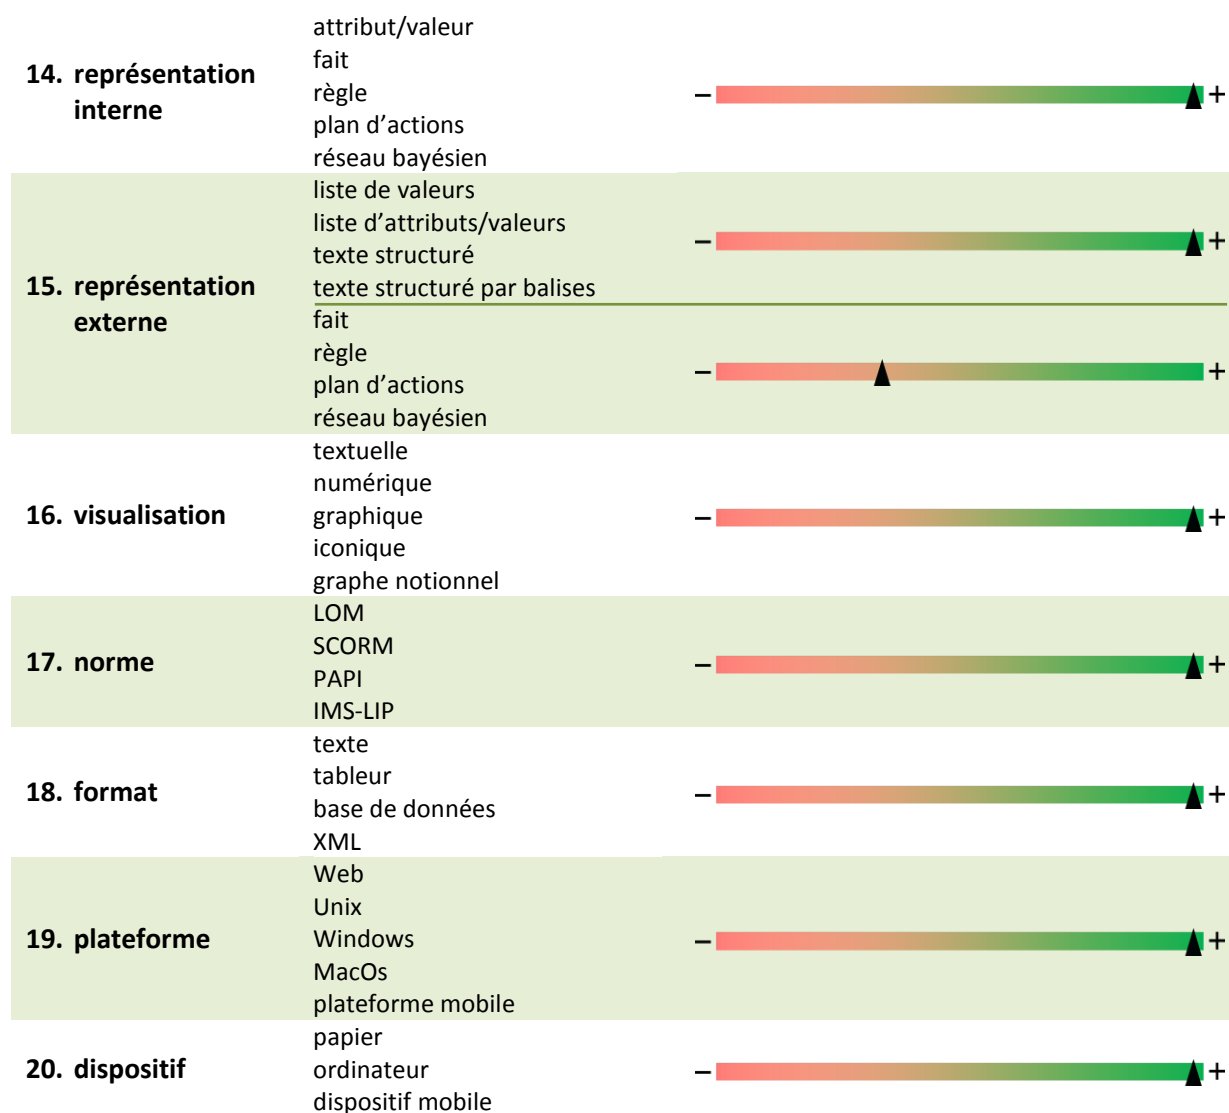 attribut/valeur
fait
14. représentation
interne
règle
plan d'actions
réseau bayésien
– +
liste de valeurs
liste d'attributs/valeurs
texte structuré
texte structuré par balises
– +
15. représentation
externe
fait
règle
plan d'actions
réseau bayésien
– +
textuelle
numérique
16. visualisation
graphique
iconique
graphe notionnel
– +
LOM
SCORM
17. norme
PAPI
IMS-LIP
– +
texte
tableur
18. format
base de données
XML
– +
Web
Unix
19. plateforme
Windows
MacOs
plateforme mobile
– +
papier
20. dispositif
ordinateur
dispositif mobile
– +